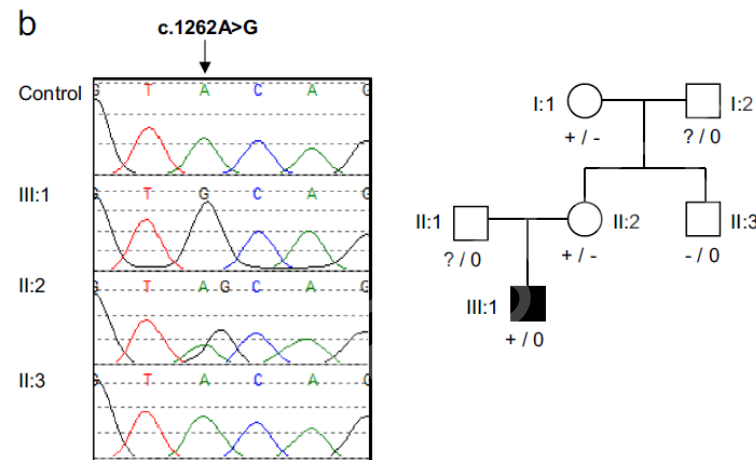 b
c.1262A>G
Control
G T A C A G
III:1
G T G C A G
II:2
G T A G C A G
II:3
G T A C A G
I:1
I:2
+ / -
? / 0
II:1
II:2
II:3
? / 0
+ / -
- / 0
III:1
+ / 0